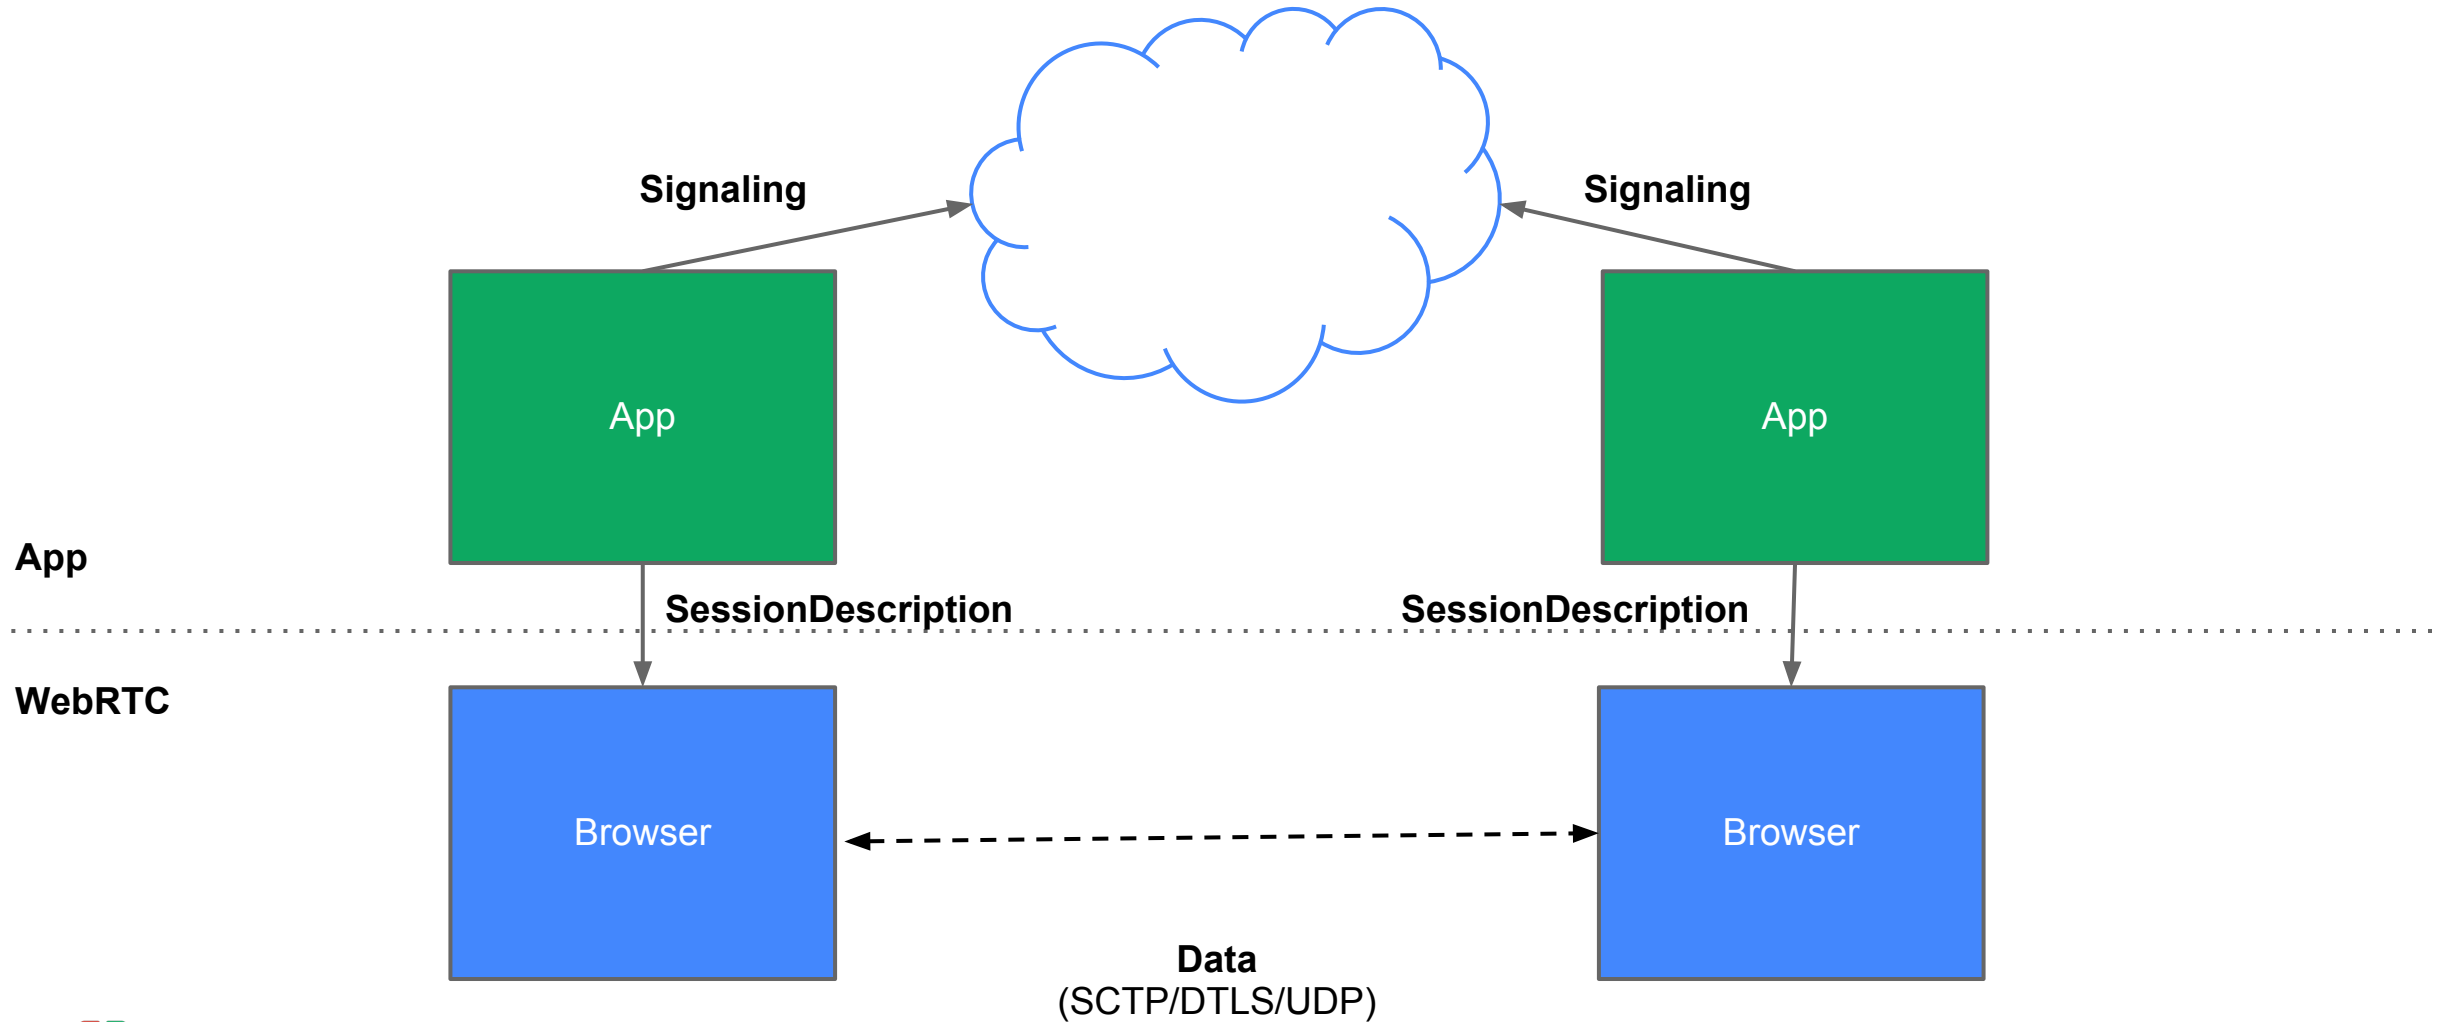 Signaling
Signaling
App
App
App
SessionDescription
SessionDescription
WebRTC
Browser
Browser
Data
(SCTP/DTLS/UDP)